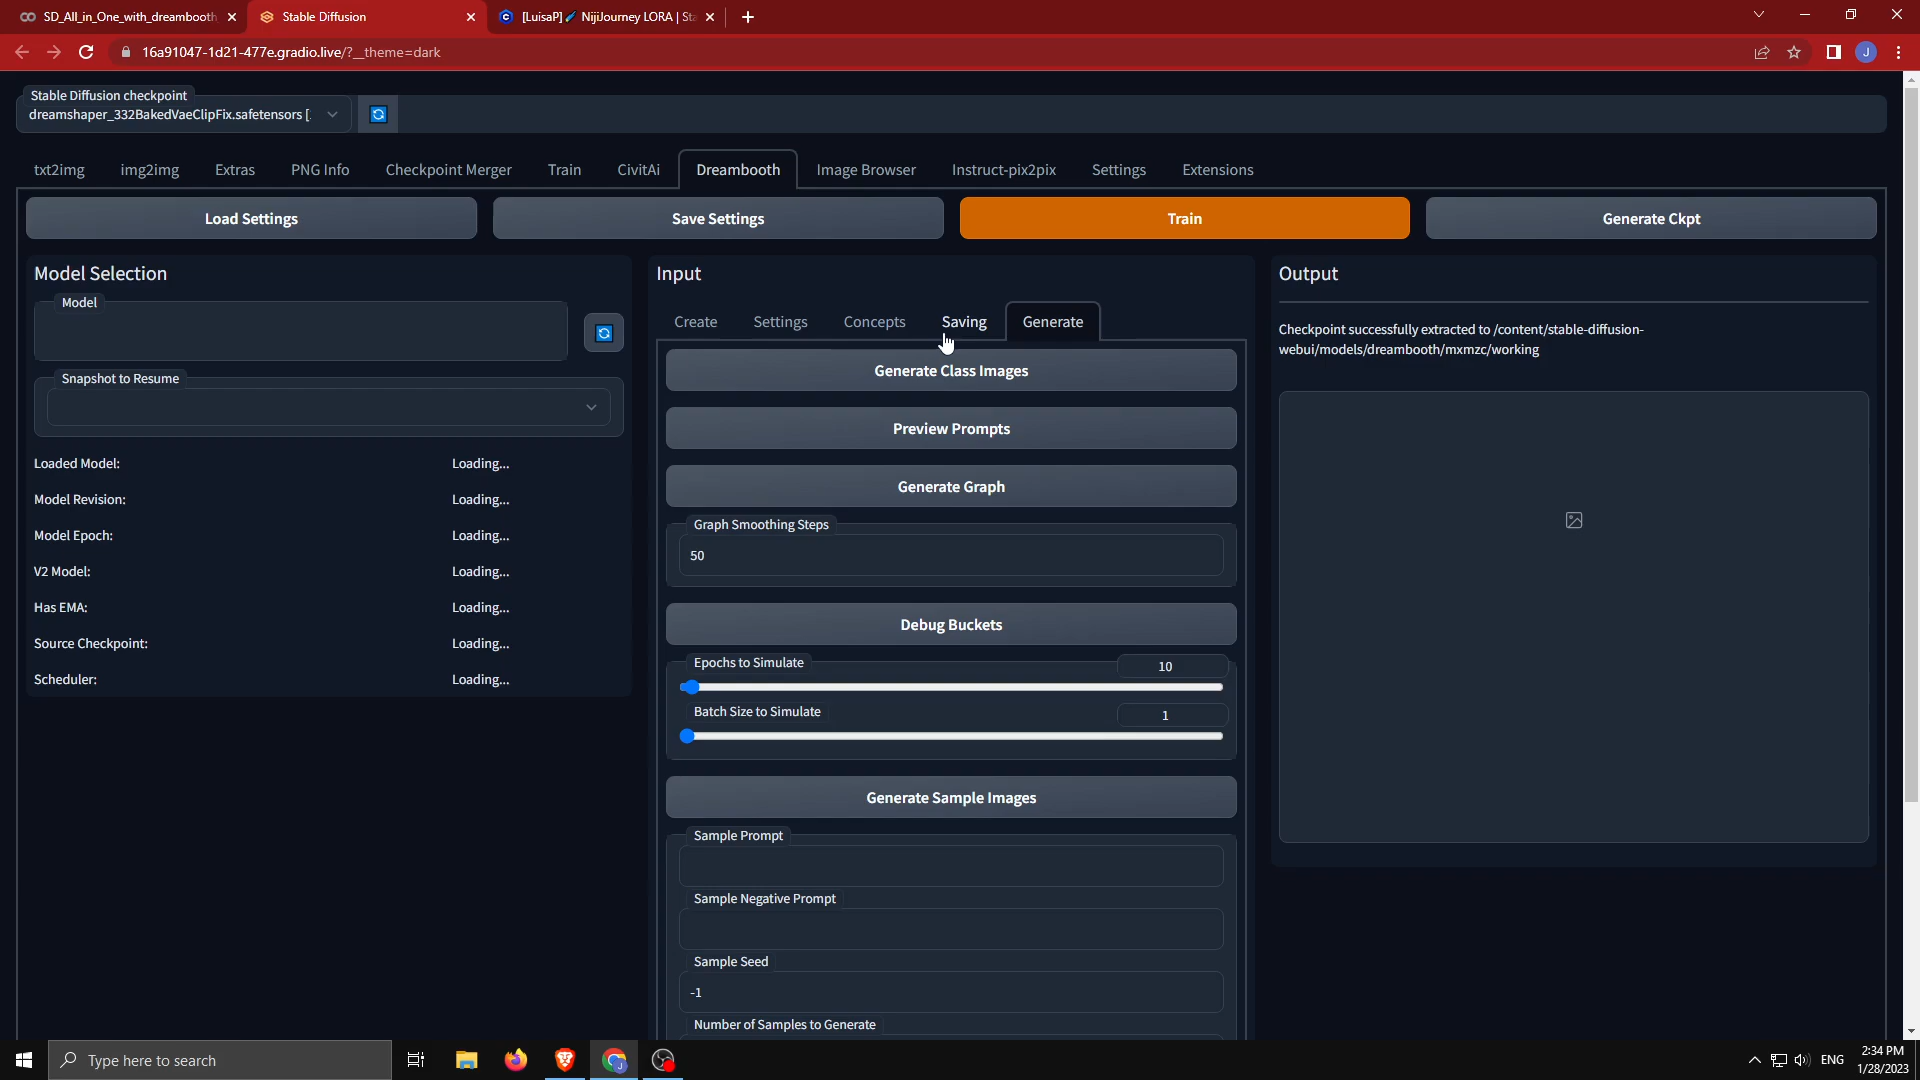 SD_All_in_One_with_dreambooth
Stable Diffusion
[LuisaP] NijiJourney LORA | Sta
16a91047-1d21-477e.gradio.live/?__theme=dark
J
Stable Diffusion checkpoint
dreamshaper_332BakedVaeClipFix.safetensors [
txt2img
img2img
Extras
PNG Info
Checkpoint Merger
Train
CivitAi
Dreambooth
Image Browser
Instruct-pix2pix
Settings
Extensions
Load Settings
Save Settings
Train
Generate Ckpt
Model Selection
Model
Snapshot to Resume
Loaded Model: Loading...
Model Revision: Loading...
Model Epoch: Loading...
V2 Model: Loading...
Has EMA: Loading...
Source Checkpoint: Loading...
Scheduler: Loading...
Input
Create
Settings
Concepts
Saving
Generate
Generate Class Images
Preview Prompts
Generate Graph
Graph Smoothing Steps
50
Debug Buckets
Epochs to Simulate
10
Batch Size to Simulate
1
Generate Sample Images
Sample Prompt
Sample Negative Prompt
Sample Seed
-1
Number of Samples to Generate
Output
Checkpoint successfully extracted to /content/stable-diffusion-
webui/models/dreambooth/mxmzc/working
Type here to search
J
ENG
2:34 PM
1/28/2023